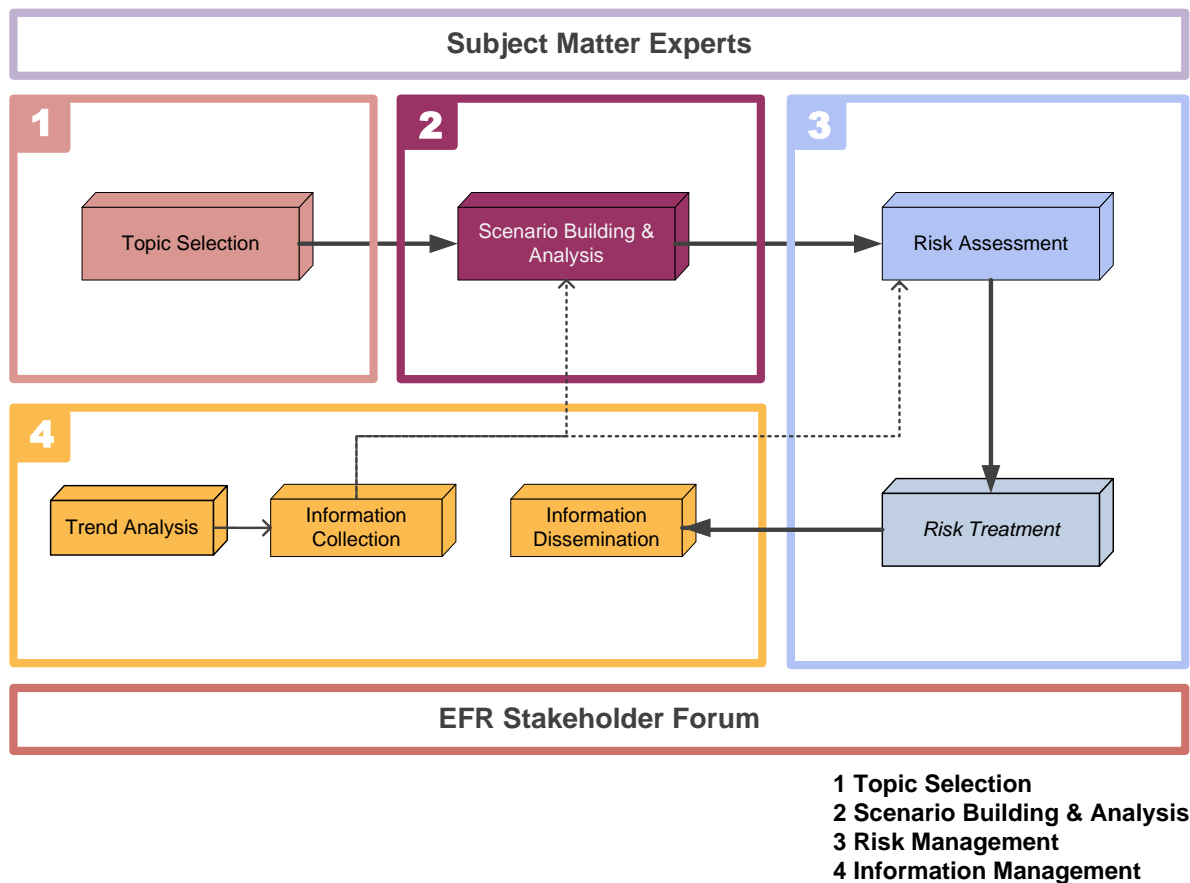 Subject Matter Experts
1
2
3
Topic Selection
Scenario Building &
Analysis
Risk Assessment
4
Trend Analysis
Information
Collection
Information
Dissemination
Risk Treatment
EFR Stakeholder Forum
1 Topic Selection
2 Scenario Building & Analysis
3 Risk Management
4 Information Management